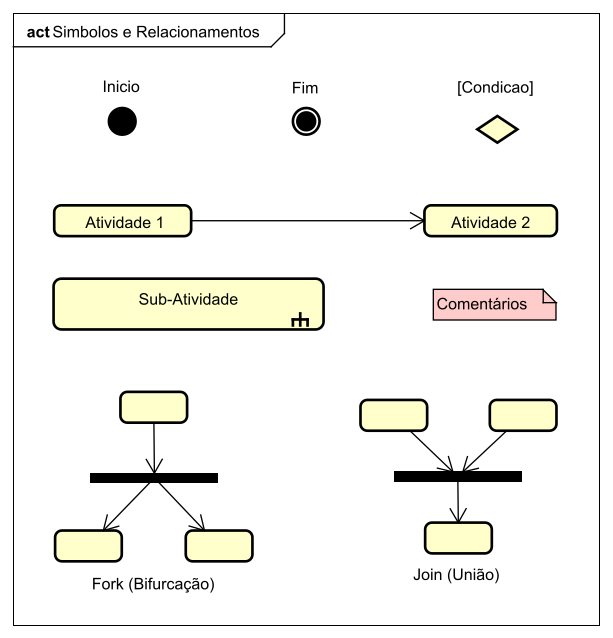 act Simbolos e Relacionamentos
Inicio
Fim
[Condicao]
Atividade 1
Atividade 2
Sub-Atividade
Comentários
Fork (Bifurcação)
Join (União)